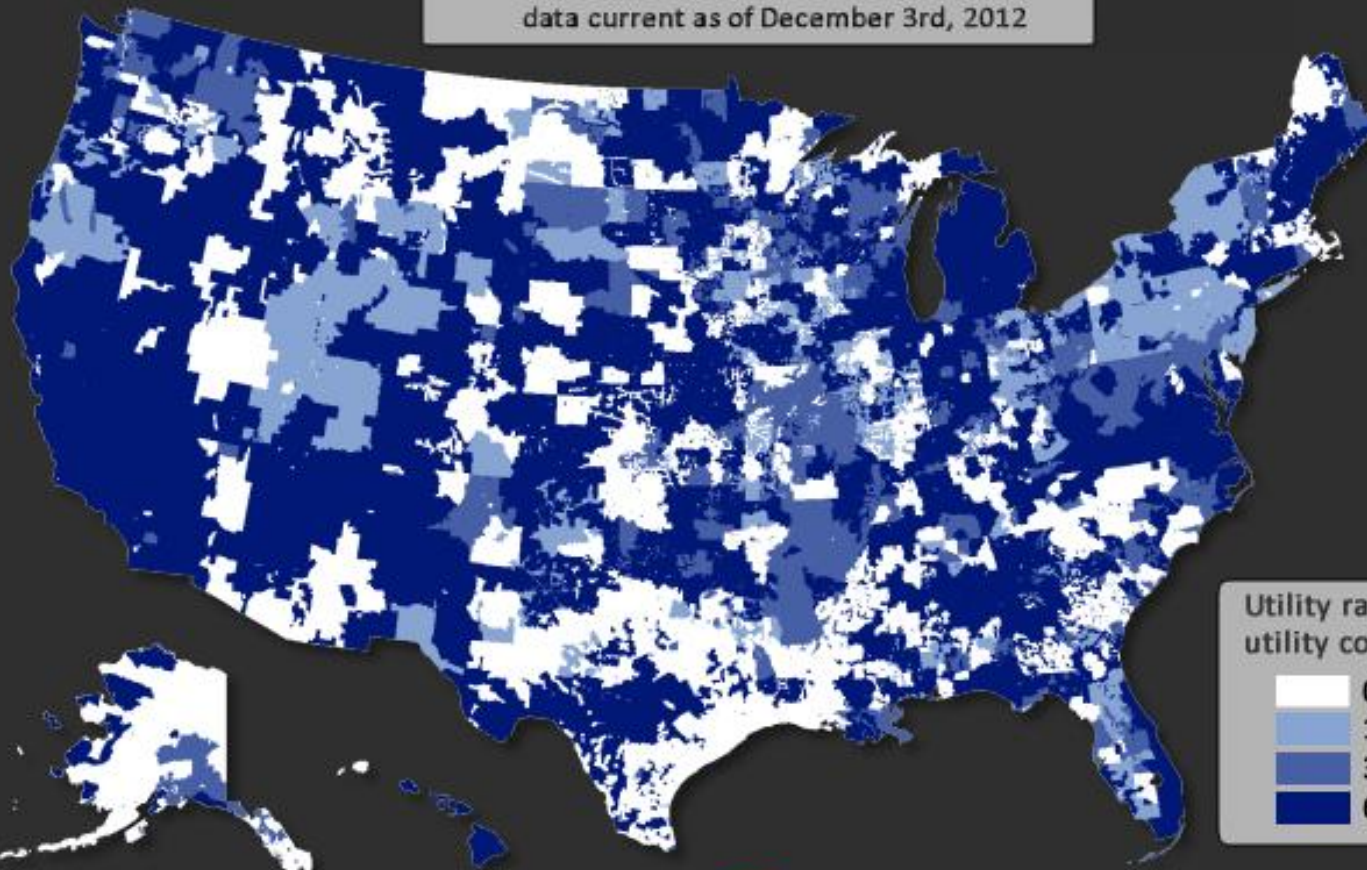 data current as of December 3rd, 2012
Utility ra
utility co